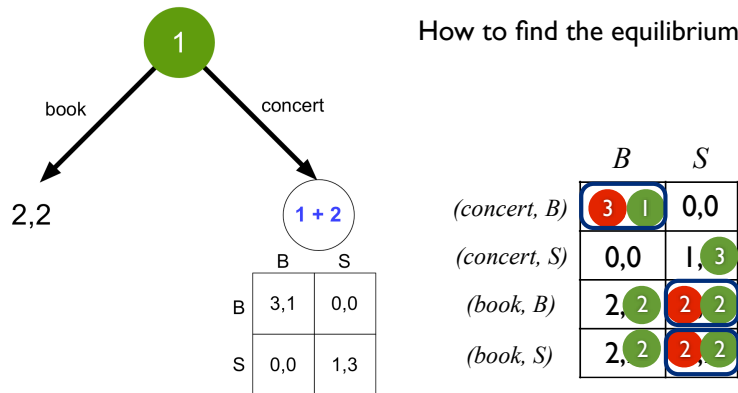 How to find the equilibrium
1
book
concert
2,2
1 + 2
B S
B 3,1 0,0
S 0,0 1,3
B S
(concert, B) 3 1 0,0
(concert, S) 0,0 1, 3
(book, B) 2, 2 2 2
(book, S) 2, 2 2, 2